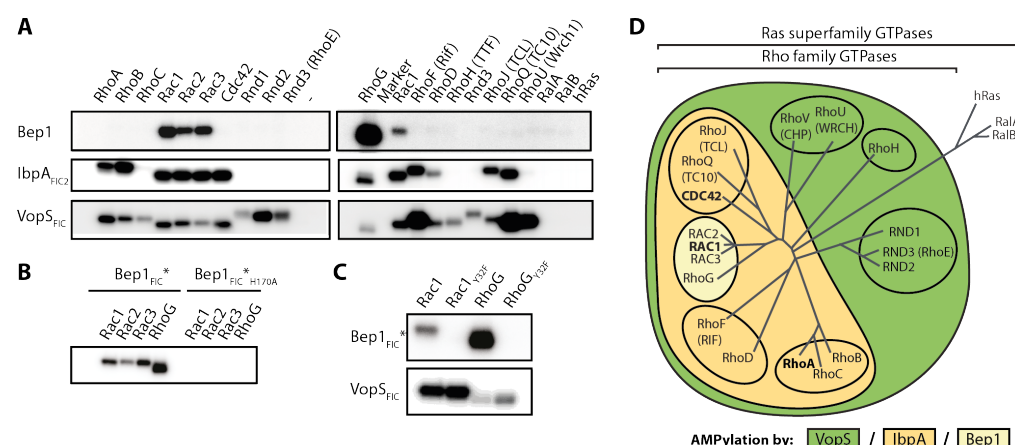 A
RhoA
RhoB
RhoC
Rac1
Rac2
Rac3
Cdc42
Rnd1
Rnd2
Rnd3 (RhoE)
-
RhoG
Marker
Rac1
RhoF (Rif)
RhoD
RhoH (TTF)
Rnd3
RhoJ (TCL)
RhoQ (TC10)
RhoU (Wrch1)
RalA
RalB
hRas
Bep1
IbpA FIC2
VopS FIC
B
Bep1 FIC *
Bep1 FIC * H170A
Rac1
Rac2
Rac3
RhoG
Rac1
Rac2
Rac3
RhoG
C
Rac1
Rac1 Y32F
RhoG
RhoG Y32F
Bep1 FIC *
VopS FIC
D
Ras superfamily GTPases
Rho family GTPases
RhoJ
(TCL)
RhoQ
(TC10)
CDC42
RAC2
RAC1
RAC3
RhoG
RhoF
(RIF)
RhoD
RhoA
RhoB
RhoC
RhoV
(CHP)
RhoU
(WRCH)
RhoH
RND1
RND3 (RhoE)
RND2
hRas
RalA
RalB
AMPylation by: VopS / IbpA / Bep1